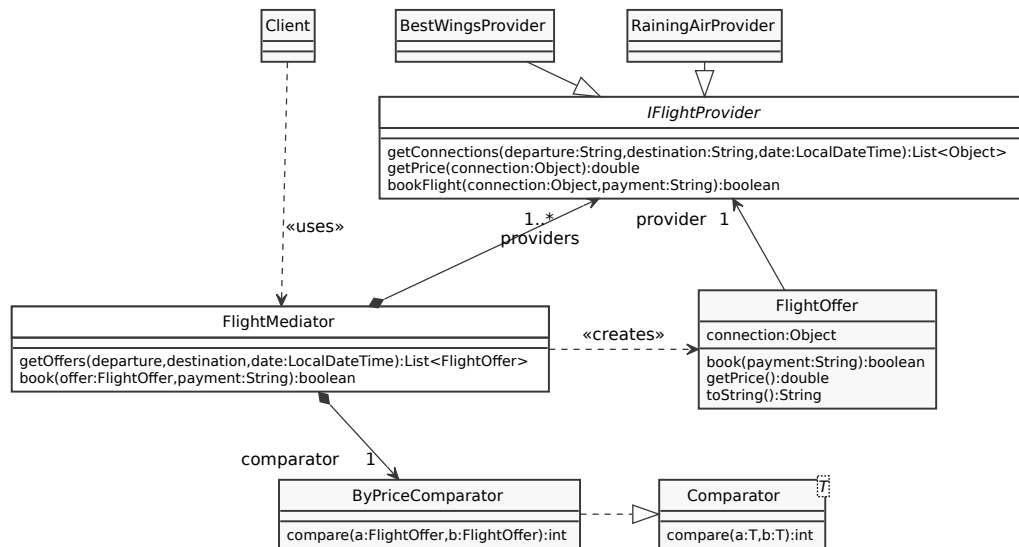 Client
BestWingsProvider
RainingAirProvider
IFlightProvider
getConnections(departure:String,destination:String,date:LocalDateTime):List<Object>
getPrice(connection:Object):double
bookFlight(connection:Object,payment:String):boolean
«uses»
1..*
providers
provider 1
FlightMediator
getOffers(departure,destination,date:LocalDateTime):List<FlightOffer>
book(offer:FlightOffer,payment:String):boolean
«creates»
FlightOffer
connection:Object
book(payment:String):boolean
getPrice():double
toString():String
comparator 1
ByPriceComparator
compare(a:FlightOffer,b:FlightOffer):int
Comparator
T
compare(a:T,b:T):int